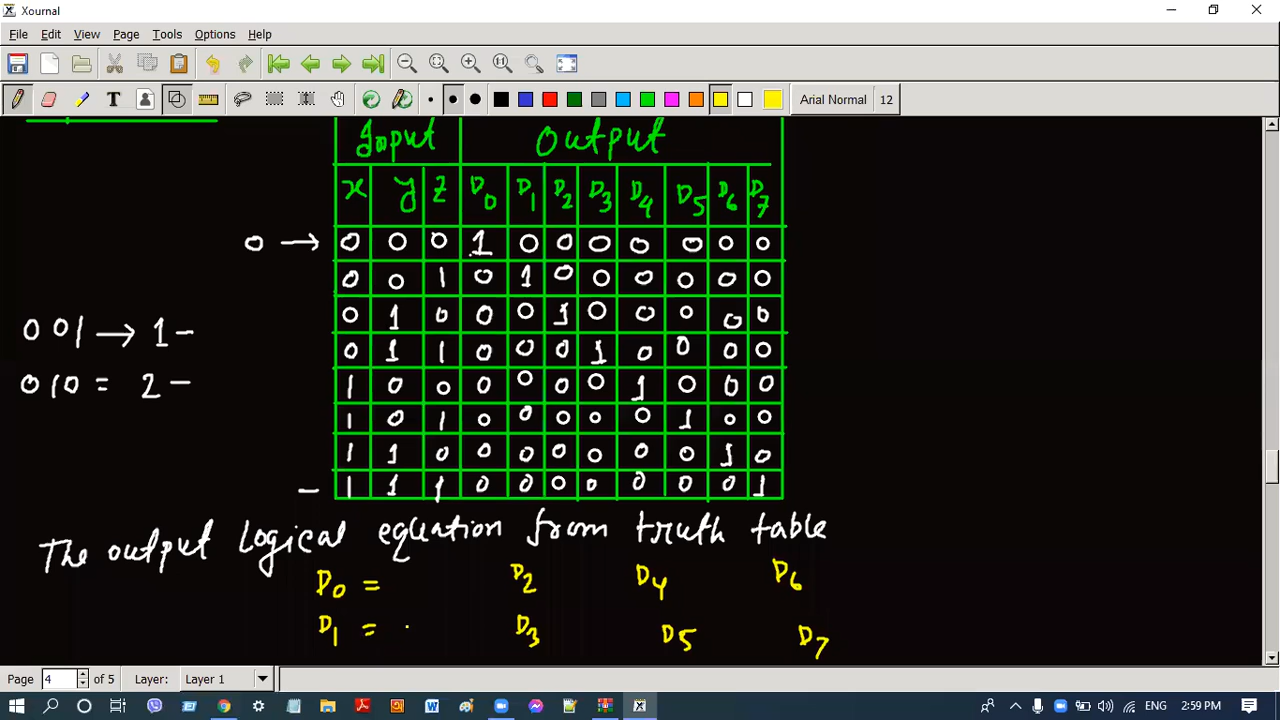 Xournal
File Edit View Page Tools Options Help
Arial Normal 12
Input Output
x y z D0 D1 D2 D3 D4 D5 D6 D7
0 → 0 0 0 1 0 0 0 0 0 0 0
0 0 1 0 1 0 0 0 0 0 0
0 1 0 0 0 1 0 0 0 0 0
001 → 1 -
0 1 1 0 0 0 1 0 0 0 0
010 = 2 -
1 0 0 0 0 0 0 1 0 0 0
1 0 1 0 0 0 0 0 1 0 0
1 1 0 0 0 0 0 0 0 1 0
- 1 1 1 0 0 0 0 0 0 0 1
The output Logical equation from truth table
D0 = D2 D4 D6
D1 = D3 D5 D7
Page 4 of 5 Layer: Layer 1
ENG 2:59 PM